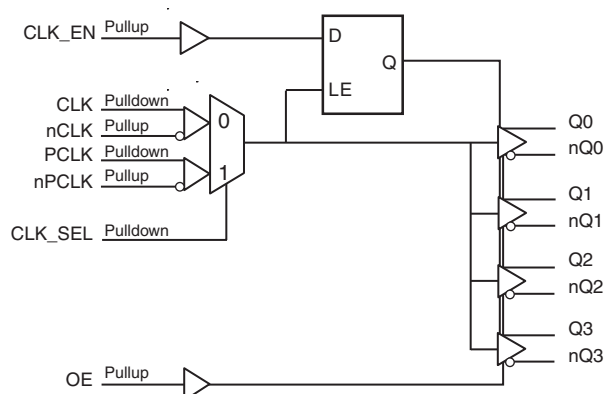 CLK_EN Pullup
D
Q
LE
CLK Pulldown
nCLK Pullup
PCLK Pulldown
nPCLK Pullup
0
1
CLK_SEL Pulldown
Q0
nQ0
Q1
nQ1
Q2
nQ2
Q3
nQ3
OE Pullup